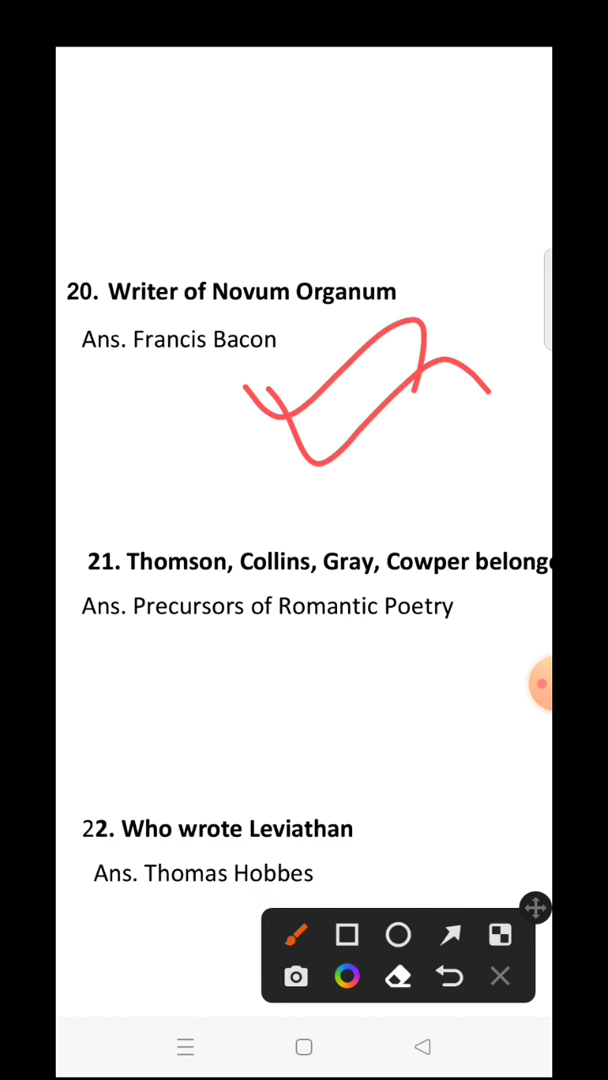 20. Writer of Novum Organum
Ans. Francis Bacon
21. Thomson, Collins, Gray, Cowper belong
Ans. Precursors of Romantic Poetry
22. Who wrote Leviathan
Ans. Thomas Hobbes